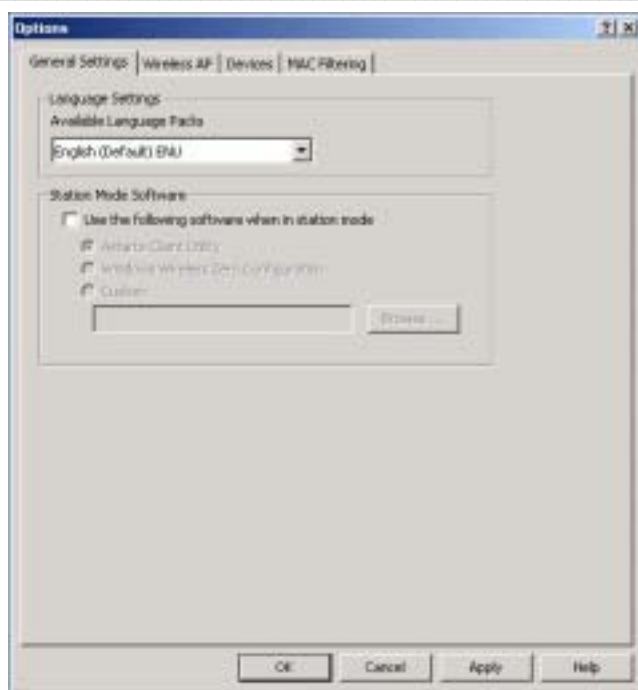 Options
General Settings Wireless AP Devices MAC Filtering
Language Settings
Available Language Packs
English (Default) ENU
Station Mode Software
Use the following software when in station mode
Client Utility
Windows Wireless Zero Configuration
Custom
Browse ...
OK Cancel Apply Help